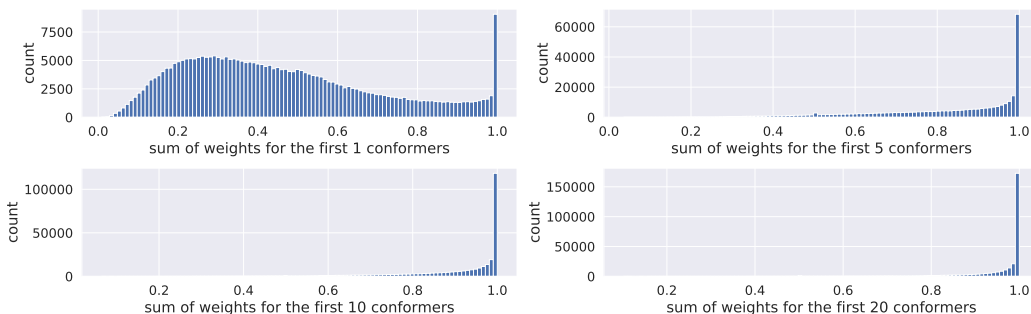 count
7500
5000
2500
0
0.0 0.2 0.4 0.6 0.8 1.0
sum of weights for the first 1 conformers
count
60000
40000
20000
0
0.0 0.2 0.4 0.6 0.8 1.0
sum of weights for the first 5 conformers
count
100000
50000
0
0.2 0.4 0.6 0.8 1.0
sum of weights for the first 10 conformers
count
150000
100000
50000
0
0.2 0.4 0.6 0.8 1.0
sum of weights for the first 20 conformers